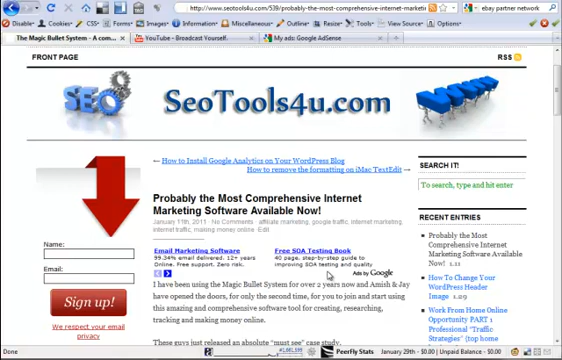 http://www.seotools4u.com/539/probably-the-most-comprehensive-internet-marketi
ebay partner network
Disable Cookies CSS Forms Images Information Miscellaneous Outline Resize Tools View Source Options
The Magic Bullet System - A com... YouTube - Broadcast Yourself. My ads: Google AdSense
FRONT PAGE
RSS
SEO
SeoTools4u.com
WWW
← How to Install Google Analytics on Your WordPress Blog
How to remove the formatting on iMac TextEdit →
SEARCH IT!
To search, type and hit enter
Probably the Most Comprehensive Internet
Marketing Software Available Now!
January 11th, 2011 · No Comments · affiliate marketing, google traffic, internet marketing,
internet traffic, making money online · Edit
Email Marketing Software
99.34% email delivered. 12+ years
Online. Free support. Zero risk.
Free SOA Testing Book
40 page, step-by-step guide to
improving SOA testing and quality
Ads by Google
I have been using the Magic Bullet System for over 2 years now and Amish & Jay
have opened the doors, for only the second time, for you to join and start using
this amazing and comprehensive software tool for creating, researching,
tracking and making money online.
These guys just released an absolute "must see" case study.
Name:
Email:
Sign up!
We respect your email
privacy
RECENT ENTRIES
Probably the Most
Comprehensive Internet
Marketing Software Available
Now! 1.11
How To Change Your
WordPress Header
Image 1.09
Work From Home Online
Opportunity PART 1
Professional "Traffic
Strategies" (top home
Done
PeerFly Stats
January 29th - $0.00 | Unpaid Balance - $0.00